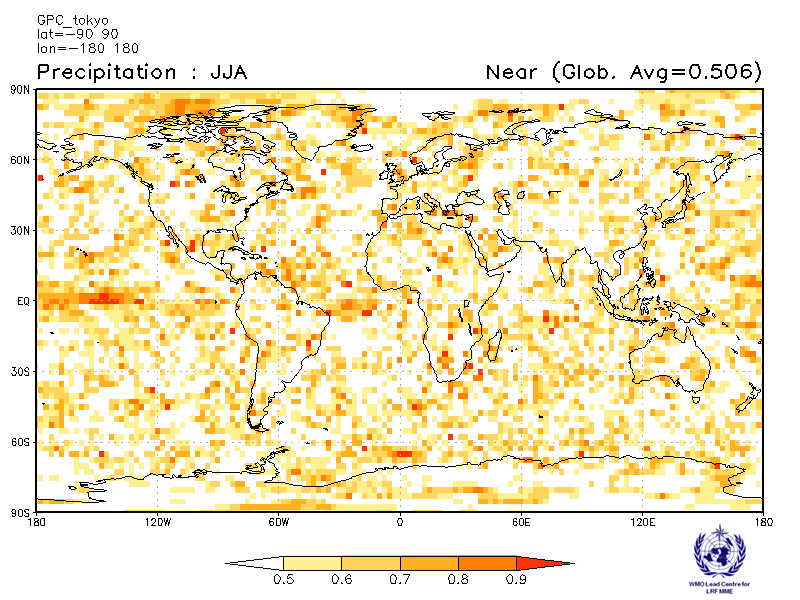 GPC_tokyo
lat=-90 90
lon=-180 180
Precipitation : JJA
Near (Glob. Avg=0.506)
90N
60N
30N
EQ
30S
60S
90S
180 120W 60W 0 60E 120E 180
0.5 0.6 0.7 0.8 0.9
WMO Lead Centre for
LRF MME